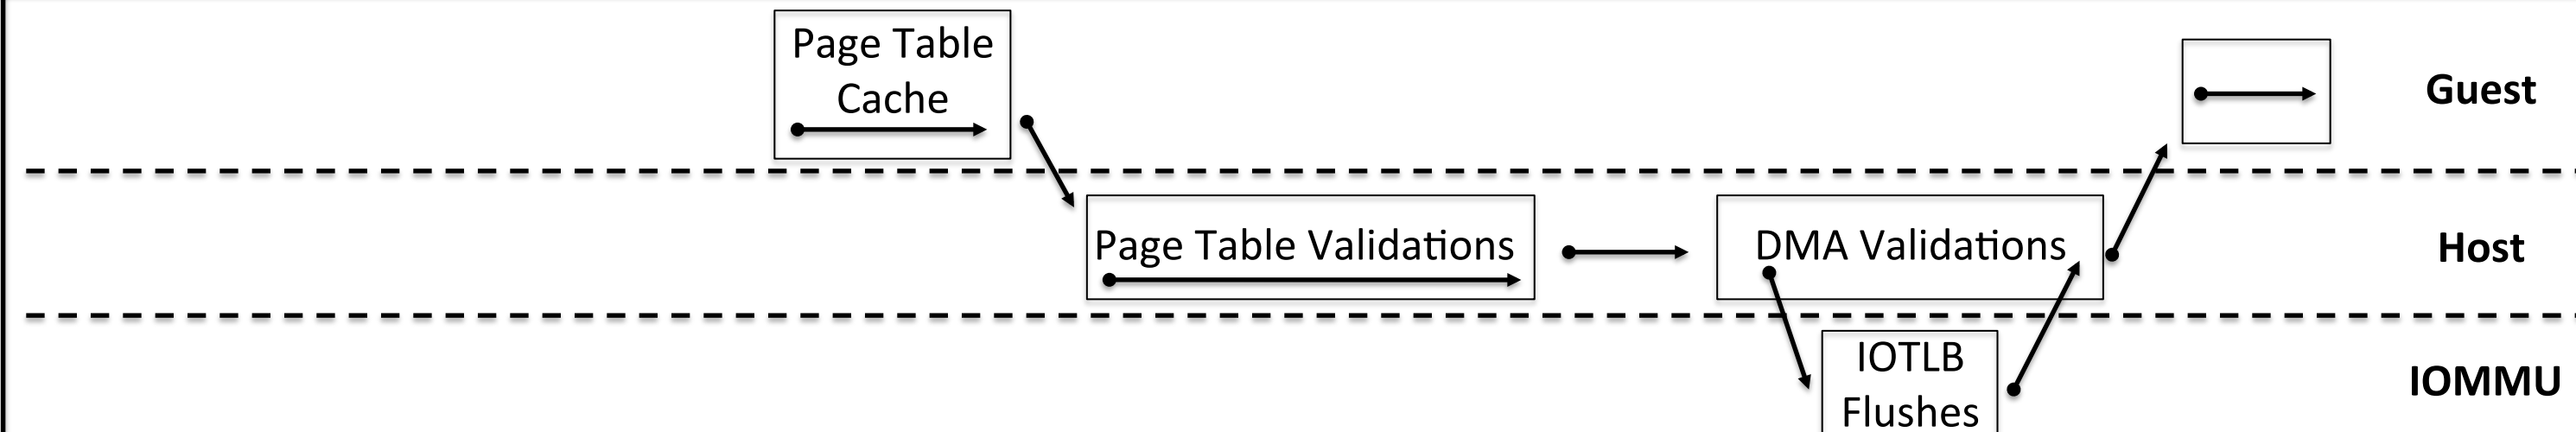 Page Table
Cache
Guest
Page Table Validations
DMA Validations
Host
IOTLB
Flushes
IOMMU